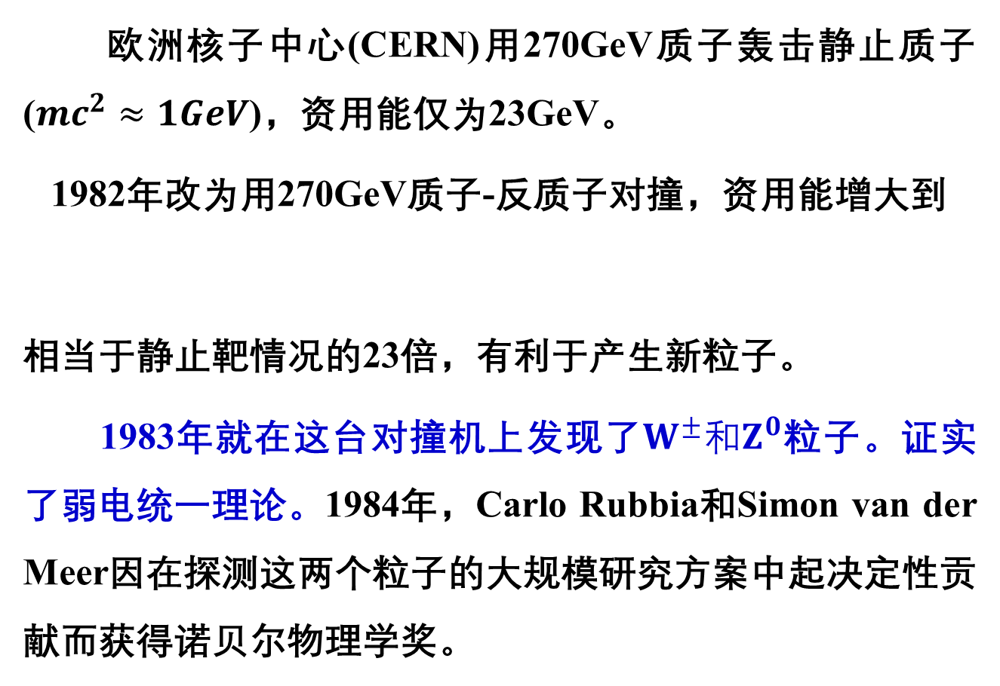 欧洲核子中心(CERN)用270GeV质子轰击静止质子
(mc² ≈ 1GeV)，资用能仅为23GeV。
1982年改为用270GeV质子-反质子对撞，资用能增大到
相当于静止靶情况的23倍，有利于产生新粒子。
1983年就在这台对撞机上发现了W±和Z⁰粒子。证实
了弱电统一理论。1984年，Carlo Rubbia和Simon van der
Meer因在探测这两个粒子的大规模研究方案中起决定性贡
献而获得诺贝尔物理学奖。